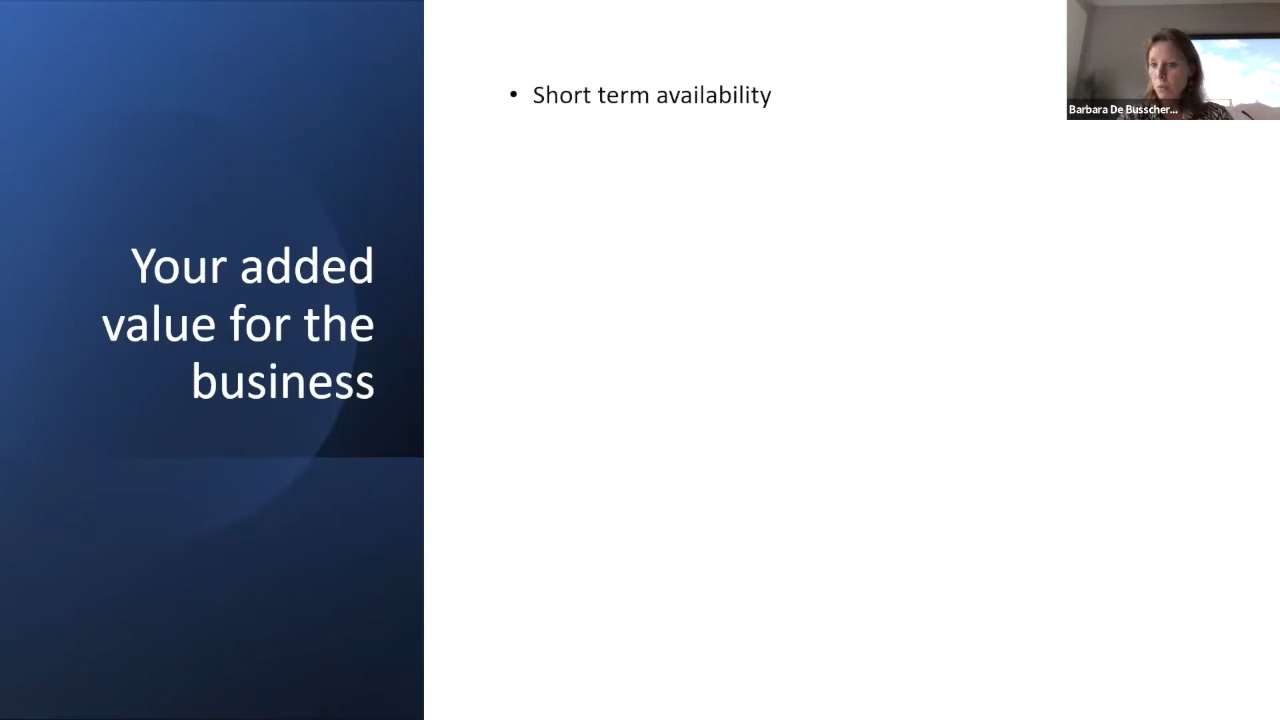 Your added
value for the
business
• Short term availability
Barbara De Busscher...